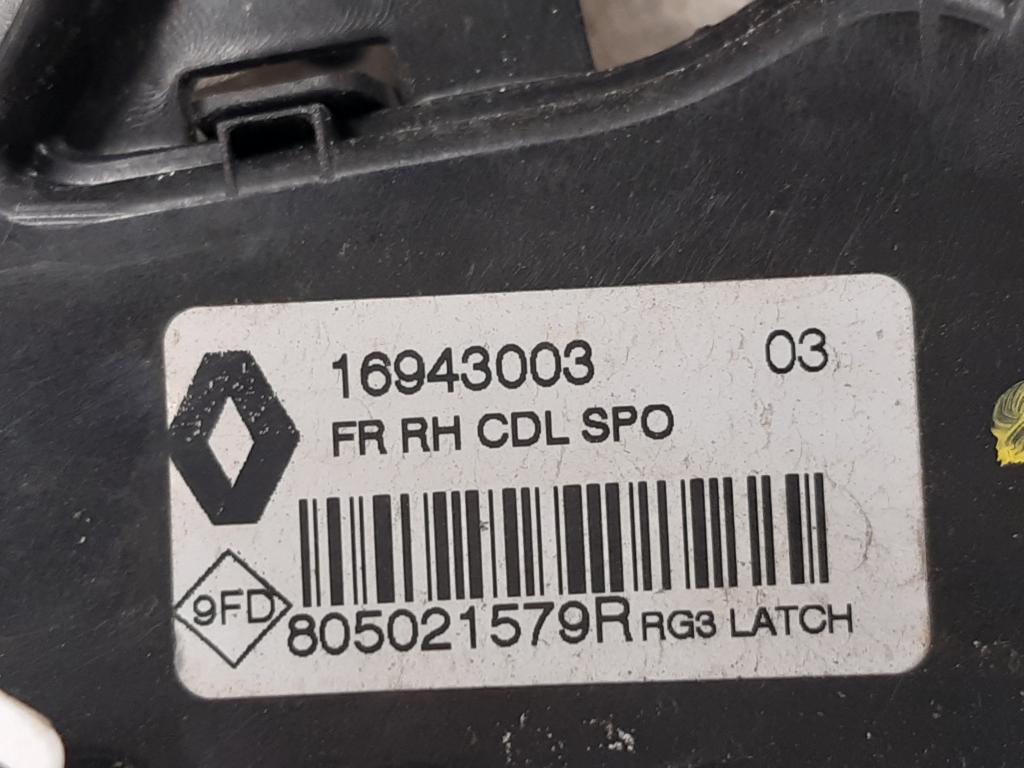 16943003 03
FR RH CDL SPO
9FD
805021579R RG3 LATCH